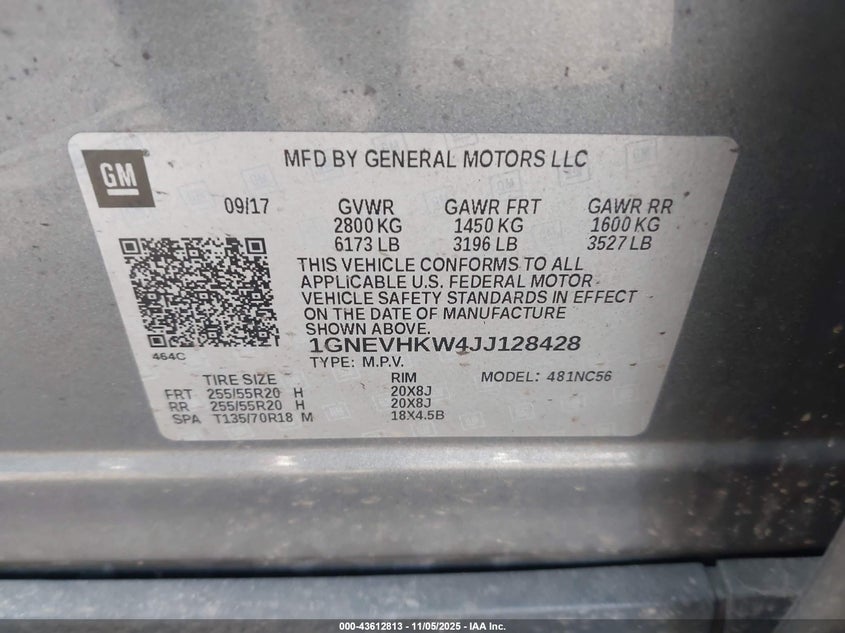 GM
MFD BY GENERAL MOTORS LLC
09/17 GVWR GAWR FRT GAWR RR
2800 KG 1450 KG 1600 KG
6173 LB 3196 LB 3527 LB
THIS VEHICLE CONFORMS TO ALL
APPLICABLE U.S. FEDERAL MOTOR
VEHICLE SAFETY STANDARDS IN EFFECT
ON THE DATE OF MANUFACTURE
SHOWN ABOVE.
464C
1GNEVHKW4JJ128428
TYPE: M.P.V.
TIRE SIZE RIM MODEL: 481NC56
FRT 255/55R20 H 20X8J
RR 255/55R20 H 20X8J
SPA T135/70R18 M 18X4.5B
000-43612813 - 11/05/2025 - IAA Inc.